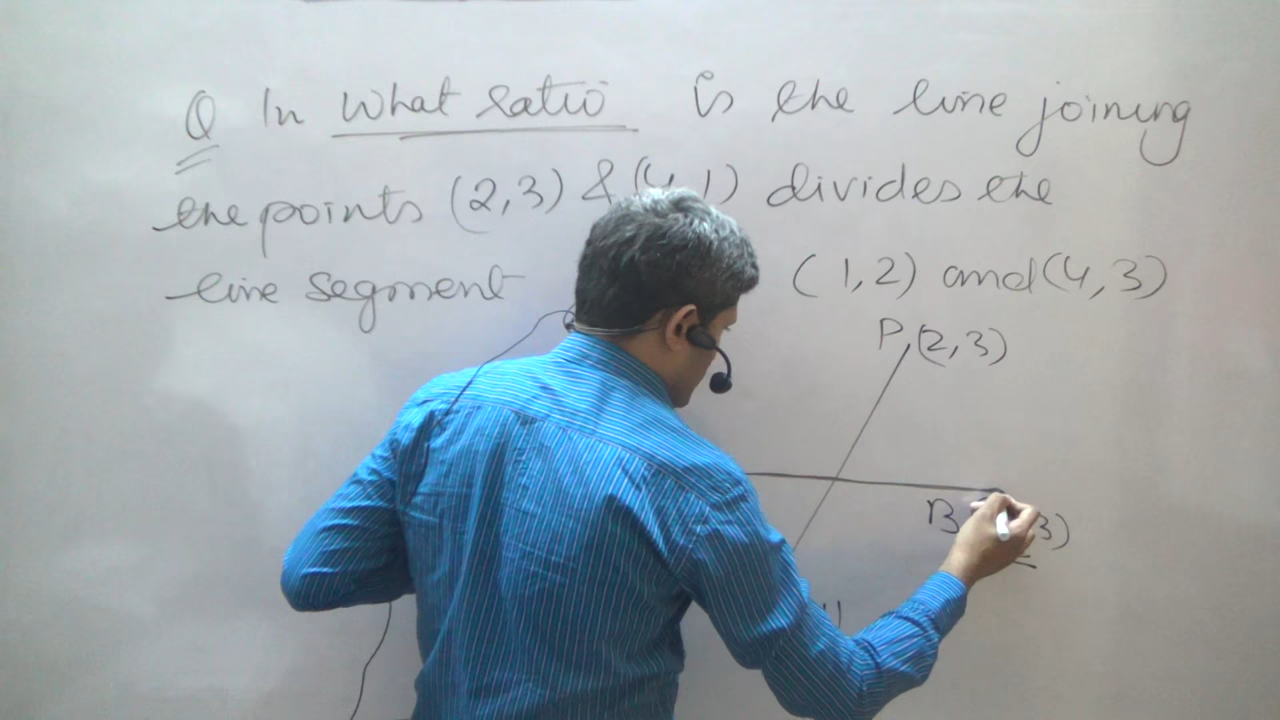 Q In What ratio is the line joining
the points (2,3) & (4,1) divides the
line segment (1,2) and (4,3)
P (2,3)
B 3)